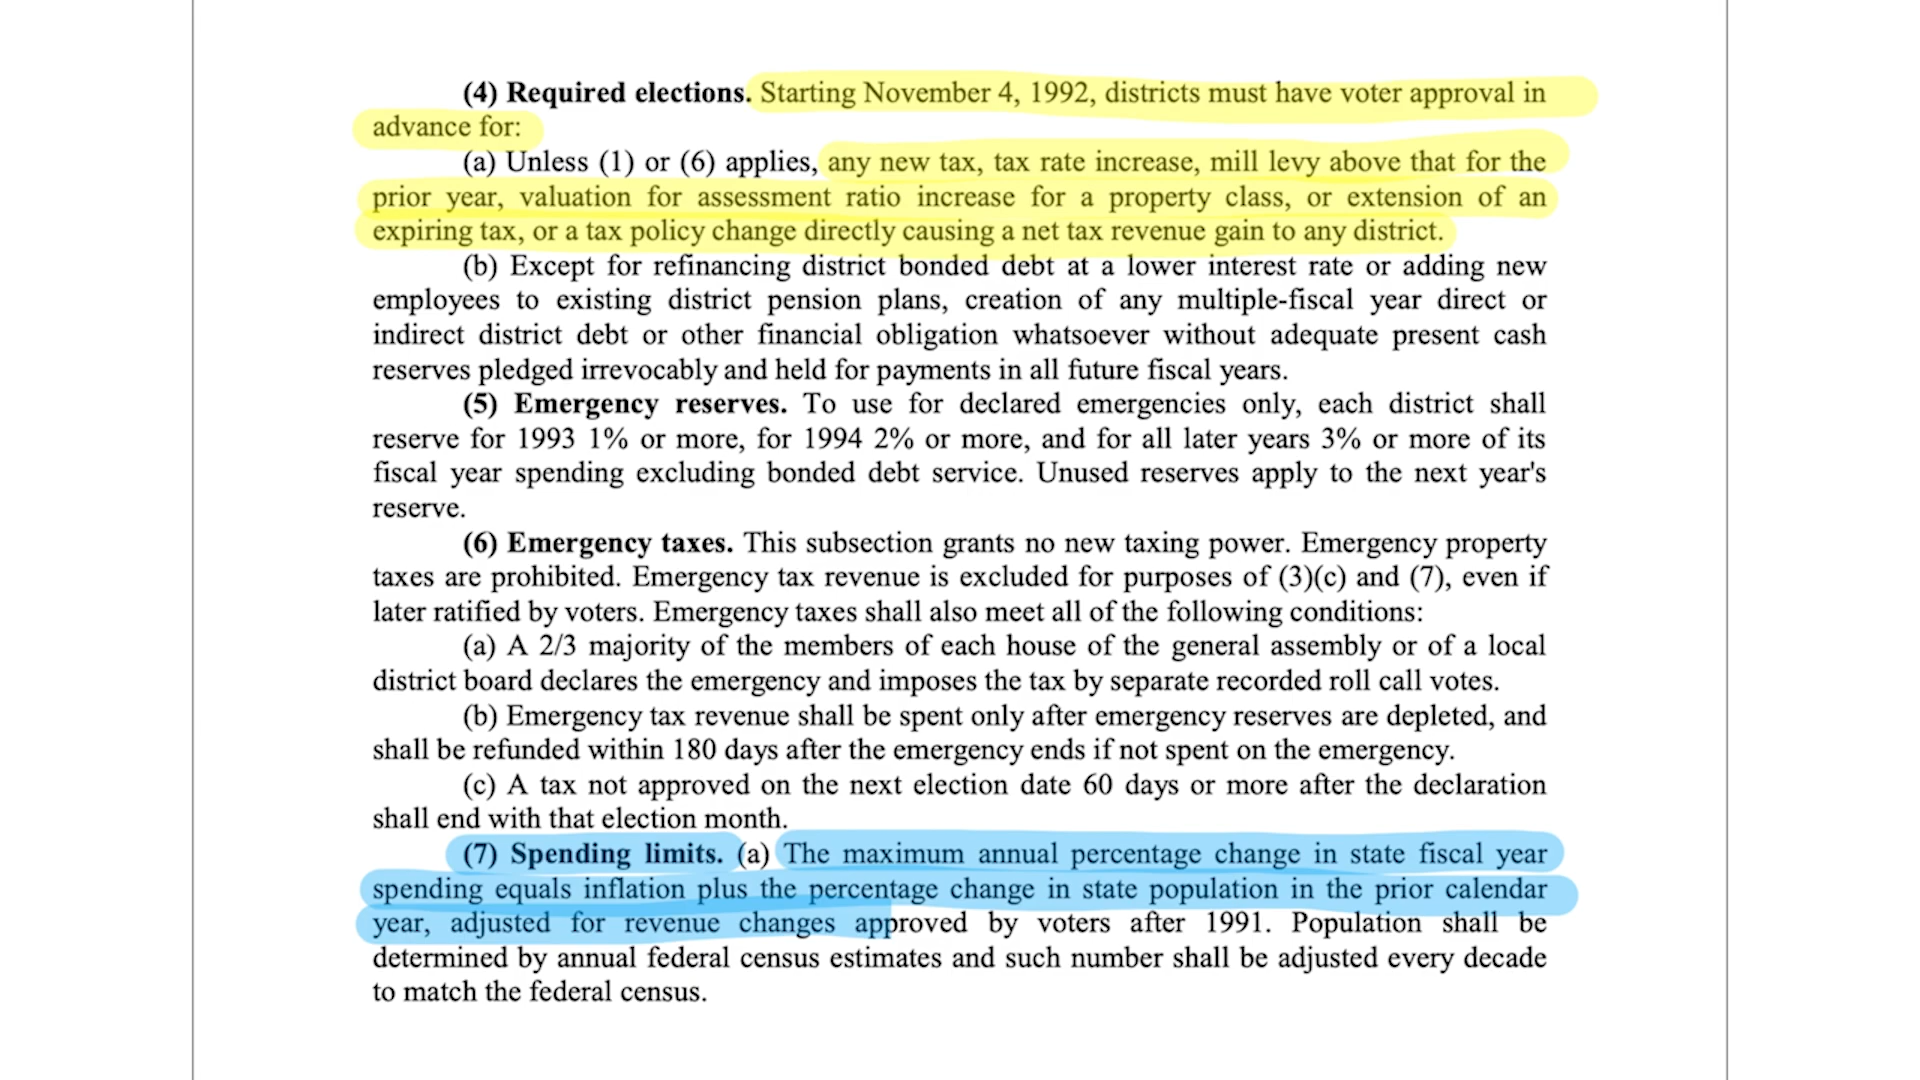 (4) Required elections. Starting November 4, 1992, districts must have voter approval in
advance for:
(a) Unless (1) or (6) applies, any new tax, tax rate increase, mill levy above that for the
prior year, valuation for assessment ratio increase for a property class, or extension of an
expiring tax, or a tax policy change directly causing a net tax revenue gain to any district.
(b) Except for refinancing district bonded debt at a lower interest rate or adding new
employees to existing district pension plans, creation of any multiple-fiscal year direct or
indirect district debt or other financial obligation whatsoever without adequate present cash
reserves pledged irrevocably and held for payments in all future fiscal years.
(5) Emergency reserves. To use for declared emergencies only, each district shall
reserve for 1993 1% or more, for 1994 2% or more, and for all later years 3% or more of its
fiscal year spending excluding bonded debt service. Unused reserves apply to the next year's
reserve.
(6) Emergency taxes. This subsection grants no new taxing power. Emergency property
taxes are prohibited. Emergency tax revenue is excluded for purposes of (3)(c) and (7), even if
later ratified by voters. Emergency taxes shall also meet all of the following conditions:
(a) A 2/3 majority of the members of each house of the general assembly or of a local
district board declares the emergency and imposes the tax by separate recorded roll call votes.
(b) Emergency tax revenue shall be spent only after emergency reserves are depleted, and
shall be refunded within 180 days after the emergency ends if not spent on the emergency.
(c) A tax not approved on the next election date 60 days or more after the declaration
shall end with that election month.
(7) Spending limits. (a) The maximum annual percentage change in state fiscal year
spending equals inflation plus the percentage change in state population in the prior calendar
year, adjusted for revenue changes approved by voters after 1991. Population shall be
determined by annual federal census estimates and such number shall be adjusted every decade
to match the federal census.